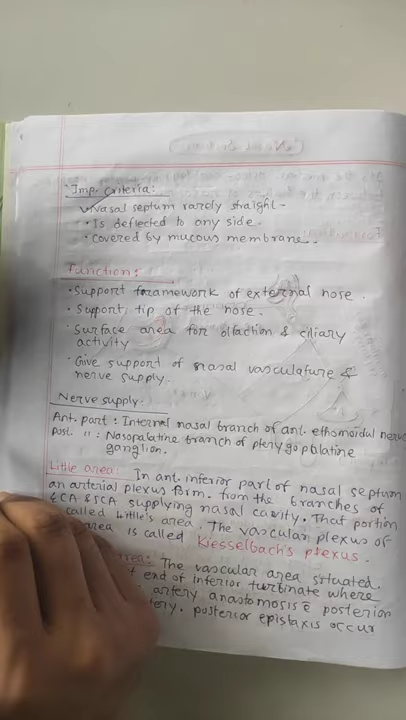 Imp. criteria:
Nasal septum rarely straight -
• Is deflected to any side.
• covered by mucous membrane.
Function:
• Support framework of external nose.
• Support tip of the nose.
• Surface area for olfaction & ciliary
activity
• Give support of nasal vasculature &
nerve supply.
Nerve supply:
Ant. part : Internal nasal branch of ant. ethomoidal nerve
Post. " : Nasopalatine branch of pterygopalatine
ganglion.
Little area: In ant. inferior part of nasal septum
an arterial plexus form. from the branches of
ECA & ICA supplying nasal cavity. That portion
called Little's area. The vascular plexus of
area is called Kiesselbach's plexus.
area: The vascular area situated.
end of inferior turbinate where
artery anastomosis c̄ posterior
posterior epistaxis occur